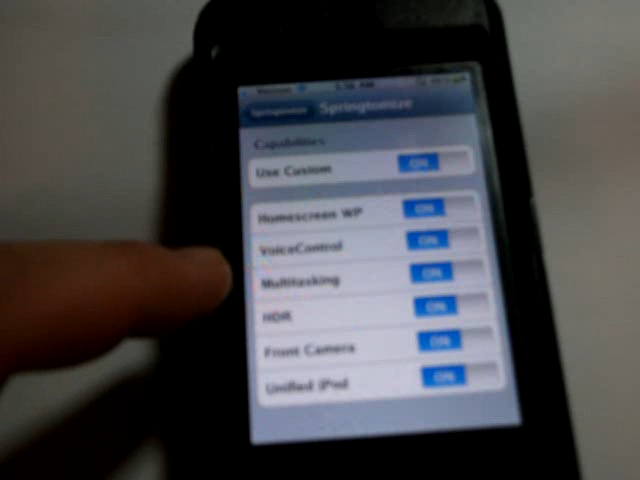 Springtomize Springtomize
Capabilities
Use Custom ON
Homescreen WP ON
VoiceControl ON
Multitasking ON
HDR ON
Front Camera ON
Unified iPod ON